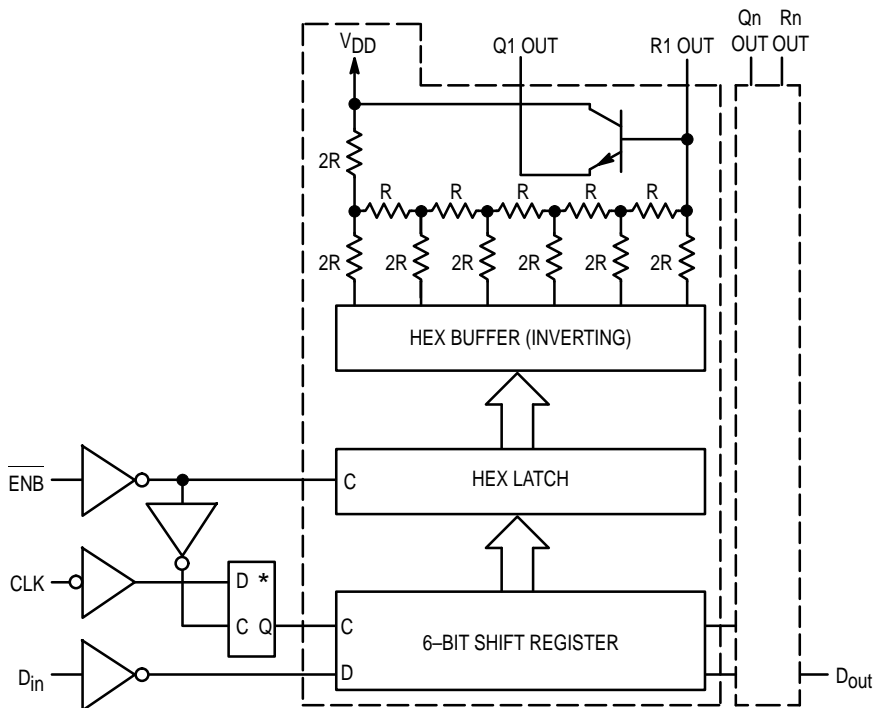 VDD
Q1 OUT
R1 OUT
Qn OUT
Rn OUT
2R
R R R R R
2R 2R 2R 2R 2R 2R
HEX BUFFER (INVERTING)
ENB
C
HEX LATCH
CLK
D *
C Q
C
6–BIT SHIFT REGISTER
Din
D
Dout